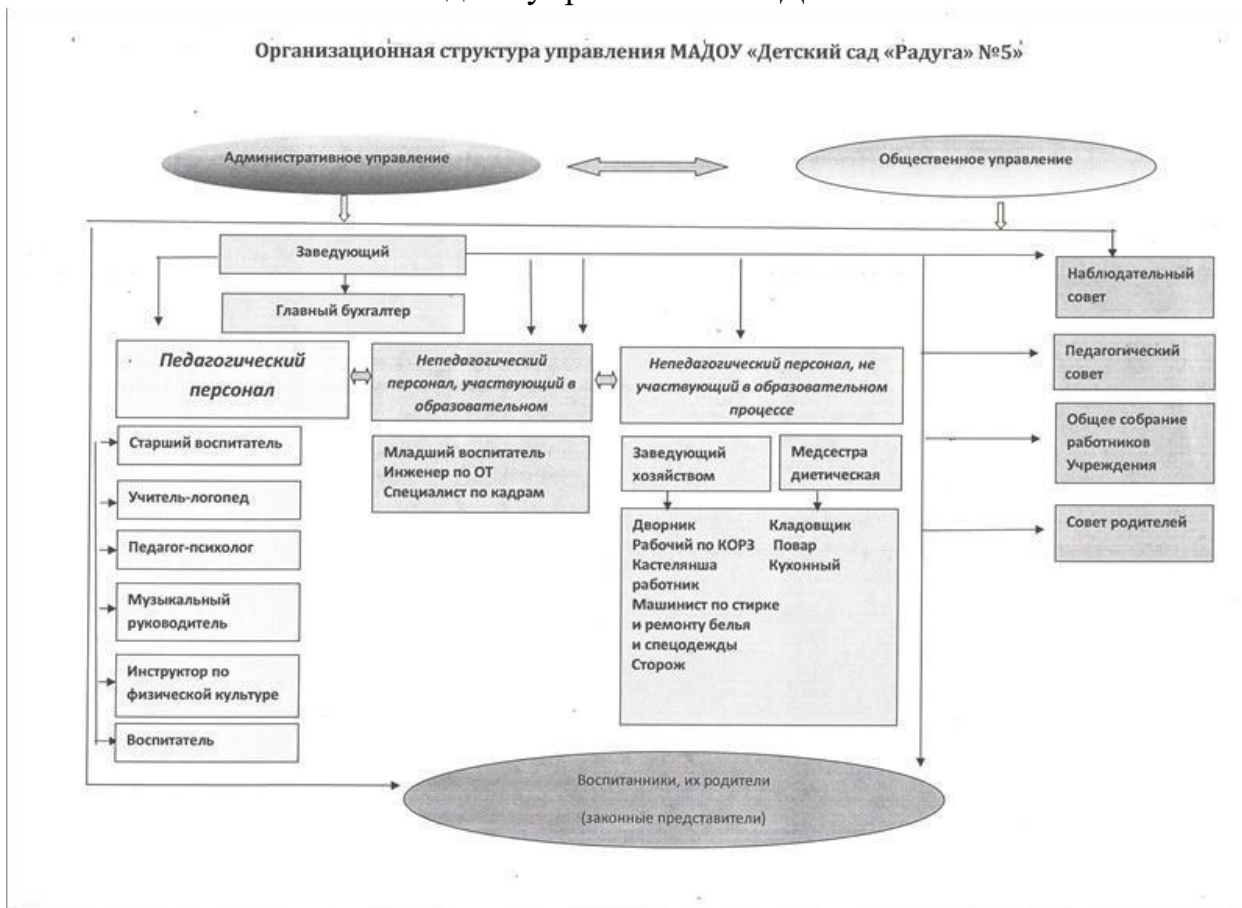 Организационная структура управления МАДОУ «Детский сад «Радуга» №5»
Административное управление
Общественное управление
Заведующий
Главный бухгалтер
Наблюдательный
совет
Педагогический
персонал
Непедагогический
персонал, участвующий в
образовательном
Непедагогический персонал, не
участвующий в образовательном
процессе
Педагогический
совет
Общее собрание
работников
Учреждения
Совет родителей
Старший воспитатель
Учитель-логопед
Педагог-психолог
Музыкальный
руководитель
Инструктор по
физической культуре
Воспитатель
Младший воспитатель
Инженер по ОТ
Специалист по кадрам
Заведующий
хозяйством
Медсестра
диетическая
Дворник Кладовщик
Рабочий по КОРЗ Повар
Кастелянша Кухонный
работник
Машинист по стирке
и ремонту белья
и спецодежды
Сторож
Воспитанники, их родители
(законные представители)